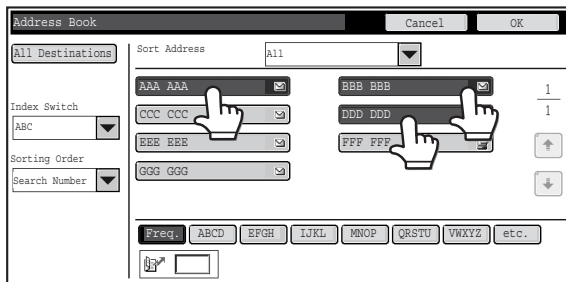 Address Book Cancel OK
All Destinations Sort Address All
AAA AAA BBB BBB 1
Index Switch CCC CCC DDD DDD 1
ABC
EEE EEE FFF FFF
Sorting Order
Search Number GGG GGG
Freq. ABCD EFGH IJKL MNOP QRSTU VWXYZ etc.